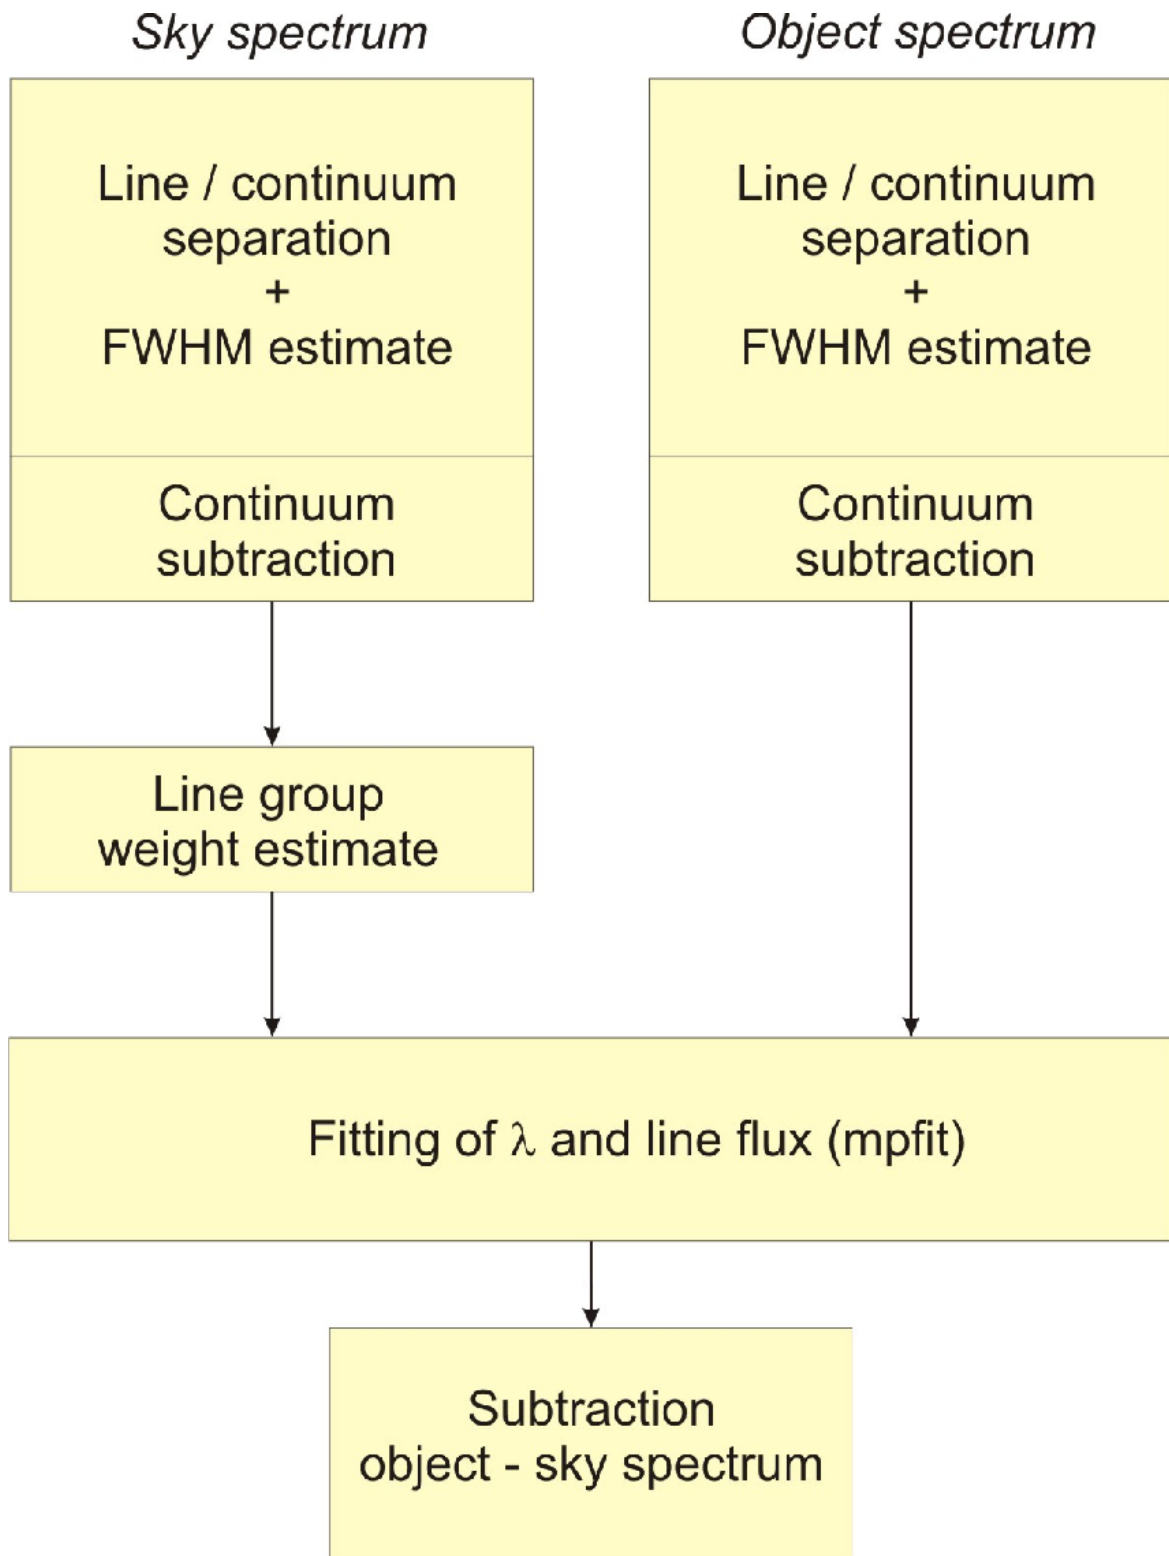 Sky spectrum
Object spectrum
Line / continuum
separation
+
FWHM estimate
Line / continuum
separation
+
FWHM estimate
Continuum
subtraction
Continuum
subtraction
Line group
weight estimate
Fitting of λ and line flux (mpfit)
Subtraction
object - sky spectrum